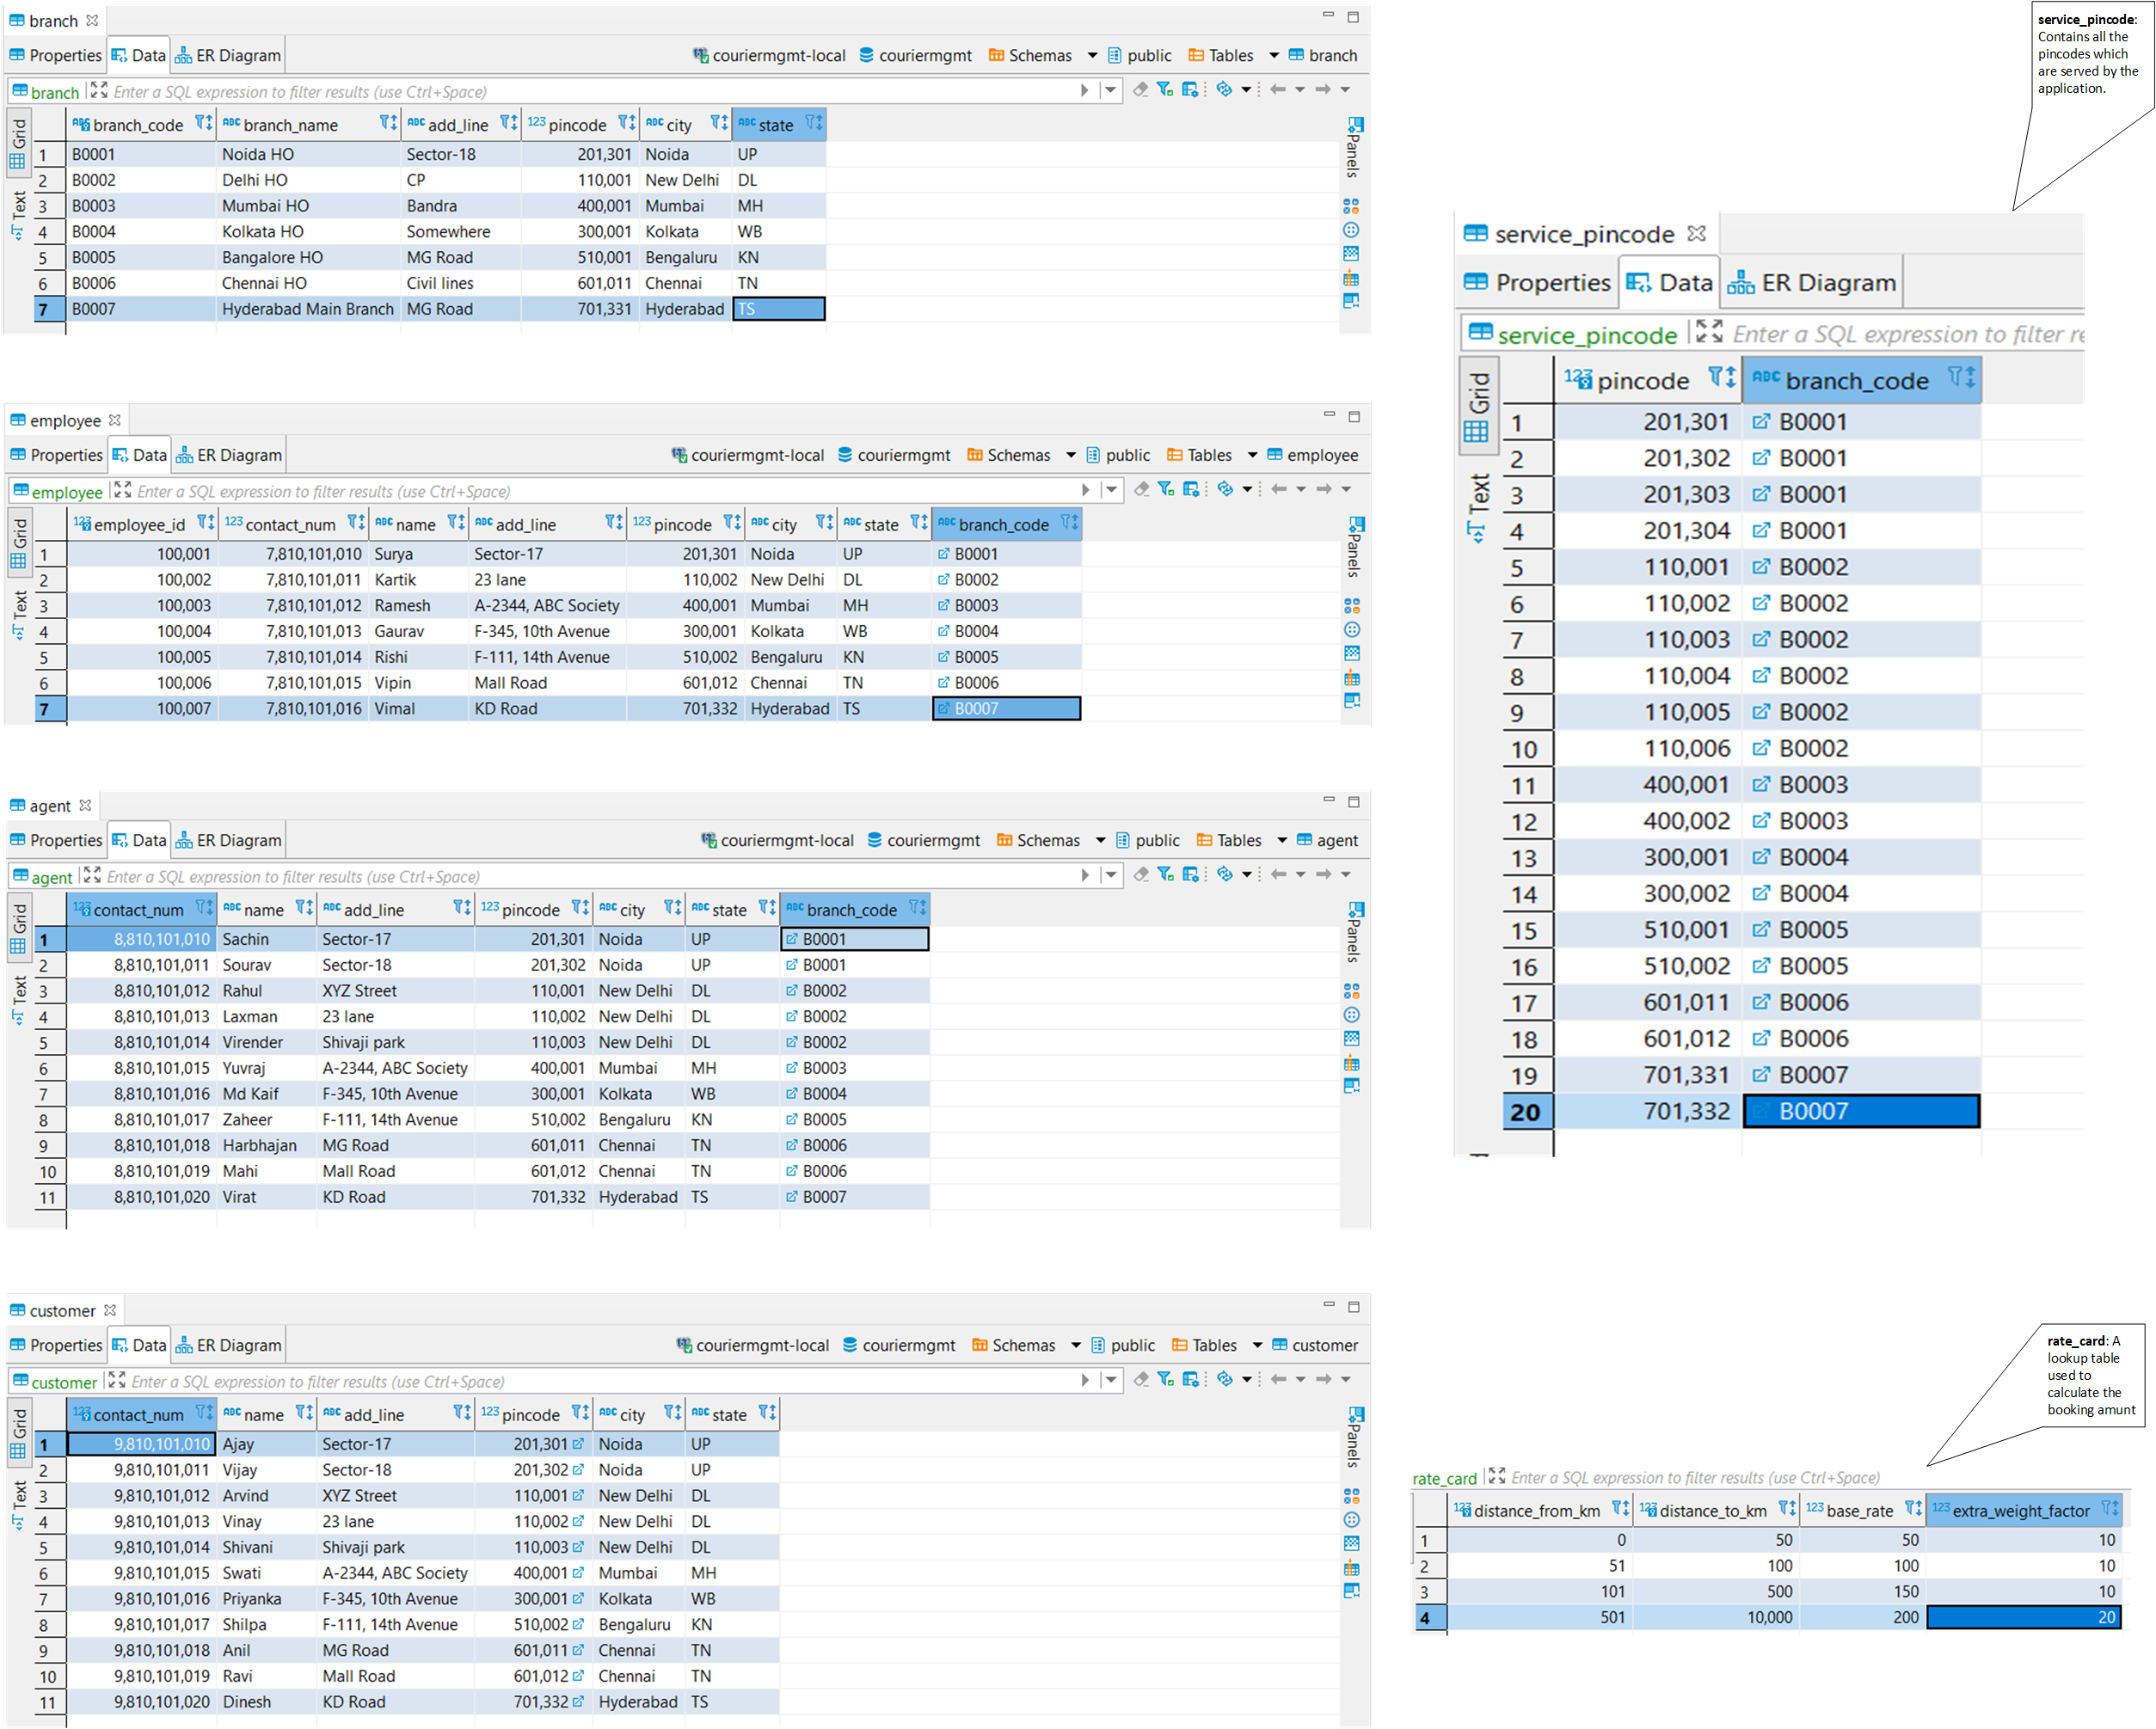 branch
Properties Data ER Diagram couriermgmt-local couriermgmt Schemas public Tables branch
branch Enter a SQL expression to filter results (use Ctrl+Space)
Grid
Text
Panels
branch_code branch_name add_line pincode city state
1 B0001 Noida HO Sector-18 201,301 Noida UP
2 B0002 Delhi HO CP 110,001 New Delhi DL
3 B0003 Mumbai HO Bandra 400,001 Mumbai MH
4 B0004 Kolkata HO Somewhere 300,001 Kolkata WB
5 B0005 Bangalore HO MG Road 510,001 Bengaluru KN
6 B0006 Chennai HO Civil lines 601,011 Chennai TN
7 B0007 Hyderabad Main Branch MG Road 701,331 Hyderabad TS
employee
Properties Data ER Diagram couriermgmt-local couriermgmt Schemas public Tables employee
employee Enter a SQL expression to filter results (use Ctrl+Space)
Grid
Text
Panels
employee_id contact_num name add_line pincode city state branch_code
1 100,001 7,810,101,010 Surya Sector-17 201,301 Noida UP B0001
2 100,002 7,810,101,011 Kartik 23 lane 110,002 New Delhi DL B0002
3 100,003 7,810,101,012 Ramesh A-2344, ABC Society 400,001 Mumbai MH B0003
4 100,004 7,810,101,013 Gaurav F-345, 10th Avenue 300,001 Kolkata WB B0004
5 100,005 7,810,101,014 Rishi F-111, 14th Avenue 510,002 Bengaluru KN B0005
6 100,006 7,810,101,015 Vipin Mall Road 601,012 Chennai TN B0006
7 100,007 7,810,101,016 Vimal KD Road 701,332 Hyderabad TS B0007
agent
Properties Data ER Diagram couriermgmt-local couriermgmt Schemas public Tables agent
agent Enter a SQL expression to filter results (use Ctrl+Space)
Grid
Text
Panels
contact_num name add_line pincode city state branch_code
1 8,810,101,010 Sachin Sector-17 201,301 Noida UP B0001
2 8,810,101,011 Sourav Sector-18 201,302 Noida UP B0001
3 8,810,101,012 Rahul XYZ Street 110,001 New Delhi DL B0002
4 8,810,101,013 Laxman 23 lane 110,002 New Delhi DL B0002
5 8,810,101,014 Virender Shivaji park 110,003 New Delhi DL B0002
6 8,810,101,015 Yuvraj A-2344, ABC Society 400,001 Mumbai MH B0003
7 8,810,101,016 Md Kaif F-345, 10th Avenue 300,001 Kolkata WB B0004
8 8,810,101,017 Zaheer F-111, 14th Avenue 510,002 Bengaluru KN B0005
9 8,810,101,018 Harbhajan MG Road 601,011 Chennai TN B0006
10 8,810,101,019 Mahi Mall Road 601,012 Chennai TN B0006
11 8,810,101,020 Virat KD Road 701,332 Hyderabad TS B0007
customer
Properties Data ER Diagram couriermgmt-local couriermgmt Schemas public Tables customer
customer Enter a SQL expression to filter results (use Ctrl+Space)
Grid
Text
Panels
contact_num name add_line pincode city state
1 9,810,101,010 Ajay Sector-17 201,301 Noida UP
2 9,810,101,011 Vijay Sector-18 201,302 Noida UP
3 9,810,101,012 Arvind XYZ Street 110,001 New Delhi DL
4 9,810,101,013 Vinay 23 lane 110,002 New Delhi DL
5 9,810,101,014 Shivani Shivaji park 110,003 New Delhi DL
6 9,810,101,015 Swati A-2344, ABC Society 400,001 Mumbai MH
7 9,810,101,016 Priyanka F-345, 10th Avenue 300,001 Kolkata WB
8 9,810,101,017 Shilpa F-111, 14th Avenue 510,002 Bengaluru KN
9 9,810,101,018 Anil MG Road 601,011 Chennai TN
10 9,810,101,019 Ravi Mall Road 601,012 Chennai TN
11 9,810,101,020 Dinesh KD Road 701,332 Hyderabad TS
service_pincode:
Contains all the
pincodes which
are served by the
application.
service_pincode
Properties Data ER Diagram
service_pincode Enter a SQL expression to filter re
Grid
Text
pincode branch_code
1 201,301 B0001
2 201,302 B0001
3 201,303 B0001
4 201,304 B0001
5 110,001 B0002
6 110,002 B0002
7 110,003 B0002
8 110,004 B0002
9 110,005 B0002
10 110,006 B0002
11 400,001 B0003
12 400,002 B0003
13 300,001 B0004
14 300,002 B0004
15 510,001 B0005
16 510,002 B0005
17 601,011 B0006
18 601,012 B0006
19 701,331 B0007
20 701,332 B0007
rate_card: A
lookup table
used to
calculate the
booking amunt
rate_card Enter a SQL expression to filter results (use Ctrl+Space)
distance_from_km distance_to_km base_rate extra_weight_factor
1 0 50 50 10
2 51 100 100 10
3 101 500 150 10
4 501 10,000 200 20